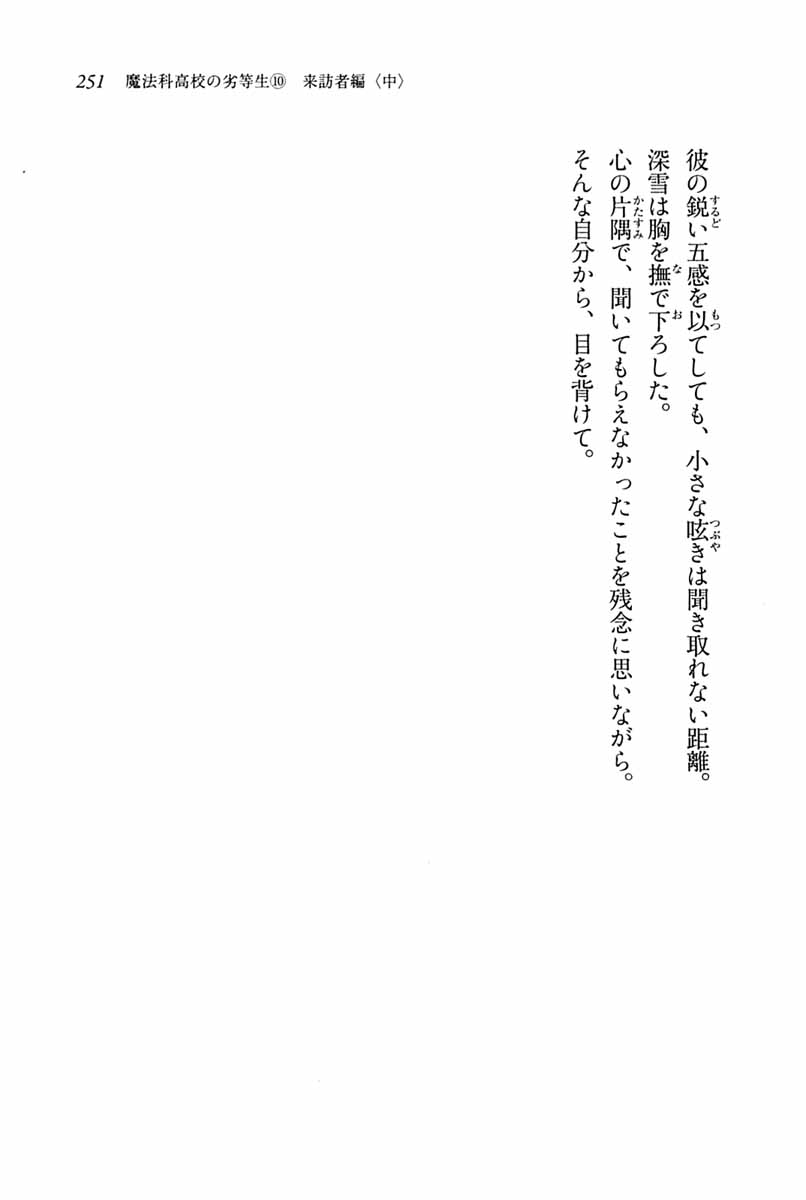 251 魔法科高校の劣等生⑩ 来訪者編〈中〉
彼の鋭い五感を以てしても、小さな呟きは聞き取れない距離。
深雪は胸を撫で下ろした。
心の片隅で、聞いてもらえなかったことを残念に思いながら。
そんな自分から、目を背けて。